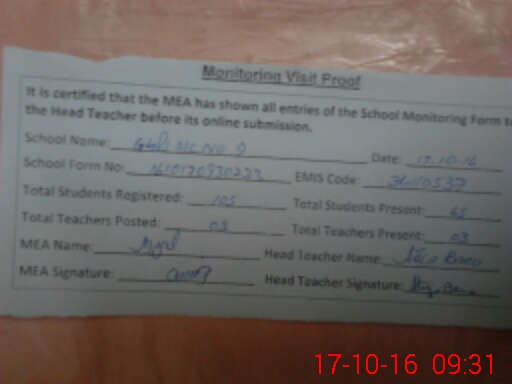 Monitoring Visit Proof
It is certified that the MEA has shown all entries of the School Monitoring Form to
the Head Teacher before its online submission.
School Name: No 9 Date: 17.10.16
School Form No: EMIS Code:
Total Students Registered: 105 Total Students Present: 65
Total Teachers Posted: 03 Total Teachers Present: 03
MEA Name: Head Teacher Name:
MEA Signature: Head Teacher Signature:
17-10-16 09:31